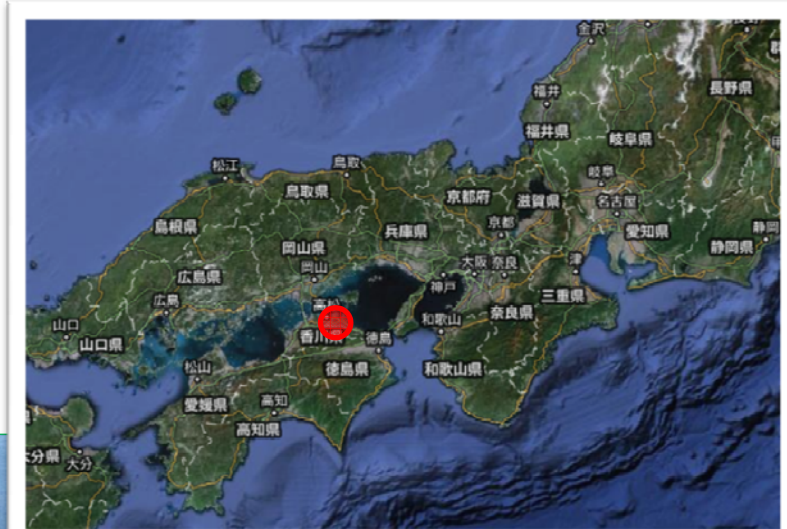 金沢
福井
長野県
福井県
岐阜県
松江
鳥取
岐阜
鳥取県
京都府
滋賀県
名古屋
島根県
京都
愛知県
兵庫県
静岡
岡山県
静岡県
大阪
奈良
津
広島県
岡山
神戸
三重県
広島
高松
奈良県
和歌山
山口
山口県
徳島
松山
徳島県
和歌山県
愛媛県
高知
高知県
分県
大分